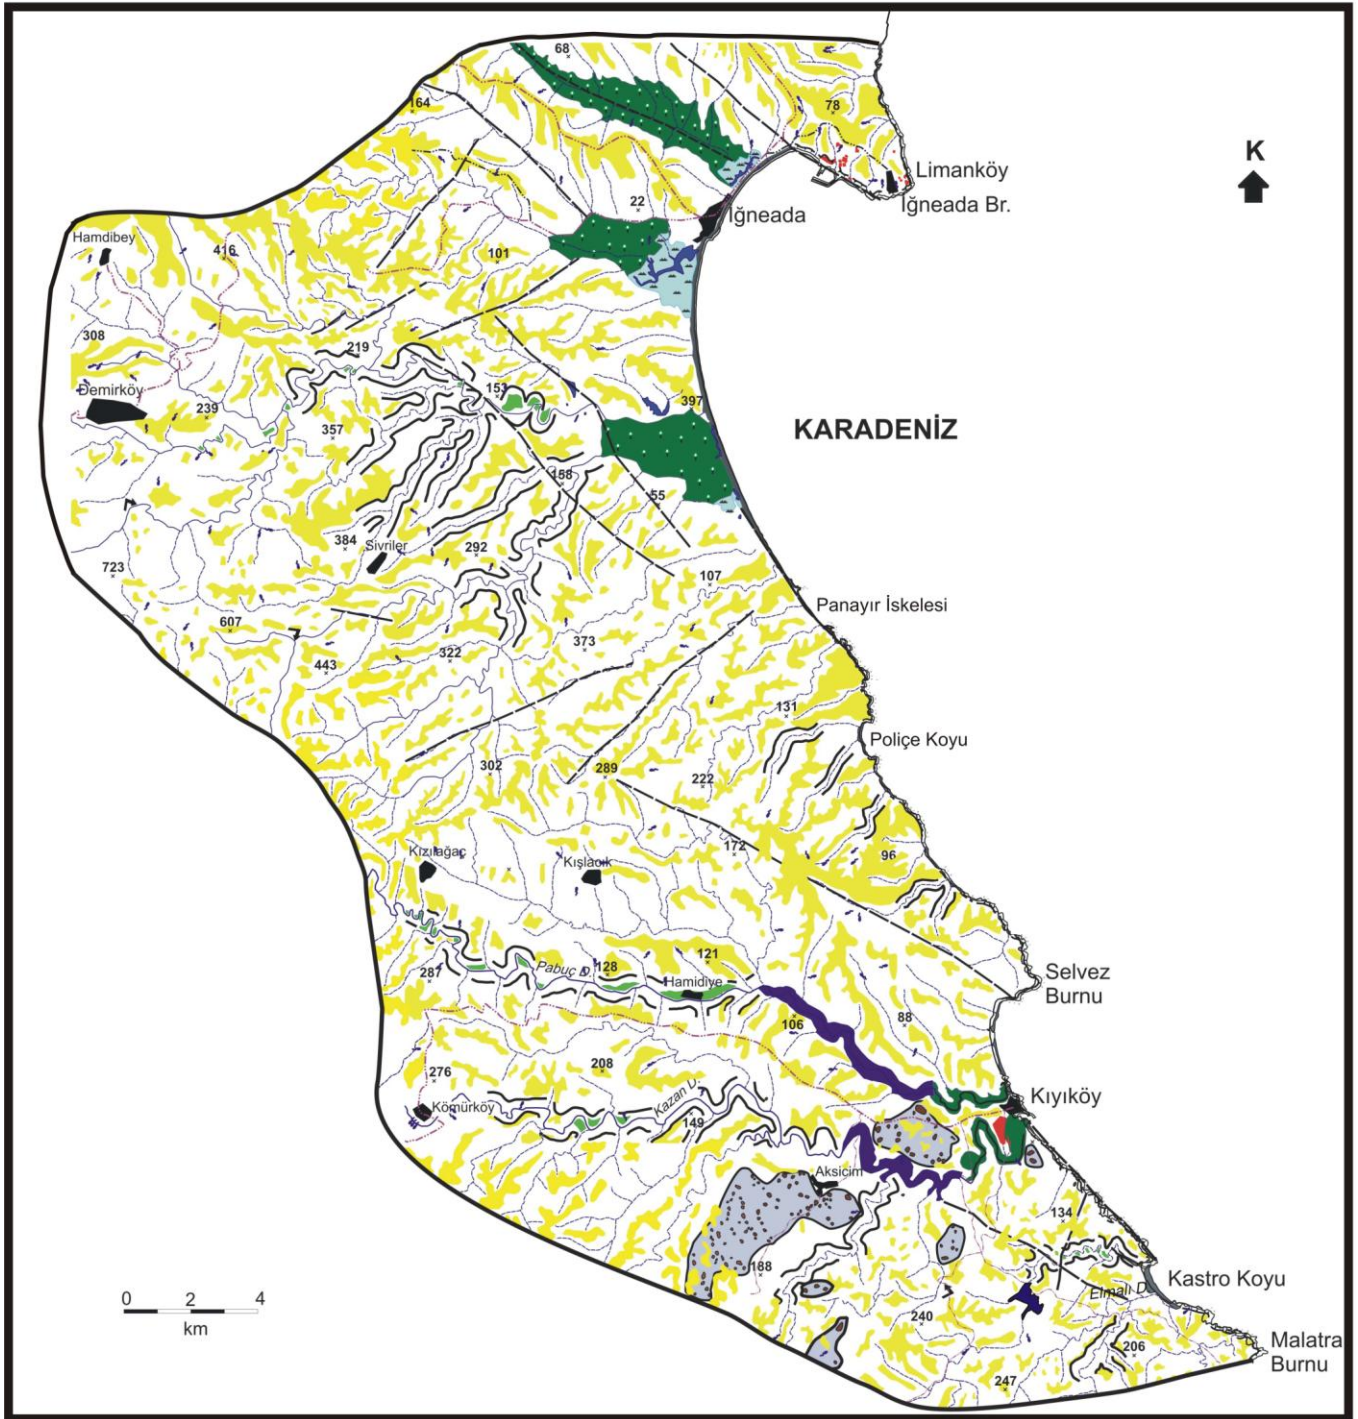 68
164
78
K
Limanköy
İğneada Br.
22
İğneada
Hamdibey
416
101
308
219
Demirköy
239
153
397
357
KARADENİZ
158
55
384
Sivriler
292
723
107
Panayır İskelesi
607
373
322
443
131
Poliçe Koyu
302
289
222
172
96
Kızılağaç
Kışlacık
121
Pabuç D.
128
287
Hamidiye
Selvez
Burnu
106
88
208
276
Kazan D.
Kıyıköy
Kömürköy
149
Aksicim
134
188
Kastro Koyu
Elmalı D.
0 2 4
km
240
Malatra
Burnu
206
247